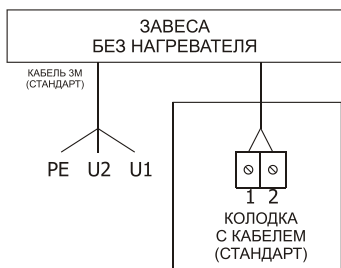 ЗАВЕСА
БЕЗ НАГРЕВАТЕЛЯ
КАБЕЛЬ 3М
(СТАНДАРТ)
PE U2 U1
1 2
КОЛОДКА
С КАБЕЛЕМ
(СТАНДАРТ)